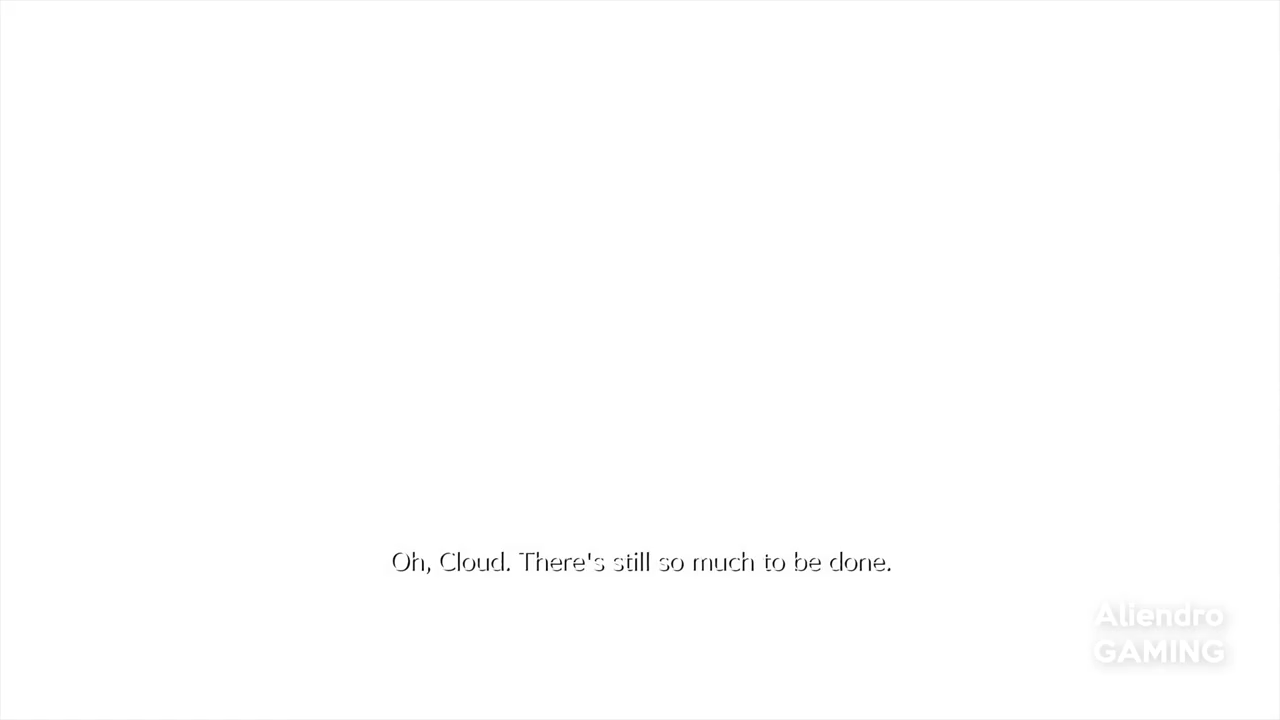 Oh, Cloud. There's still so much to be done.
Aliendro
GAMING